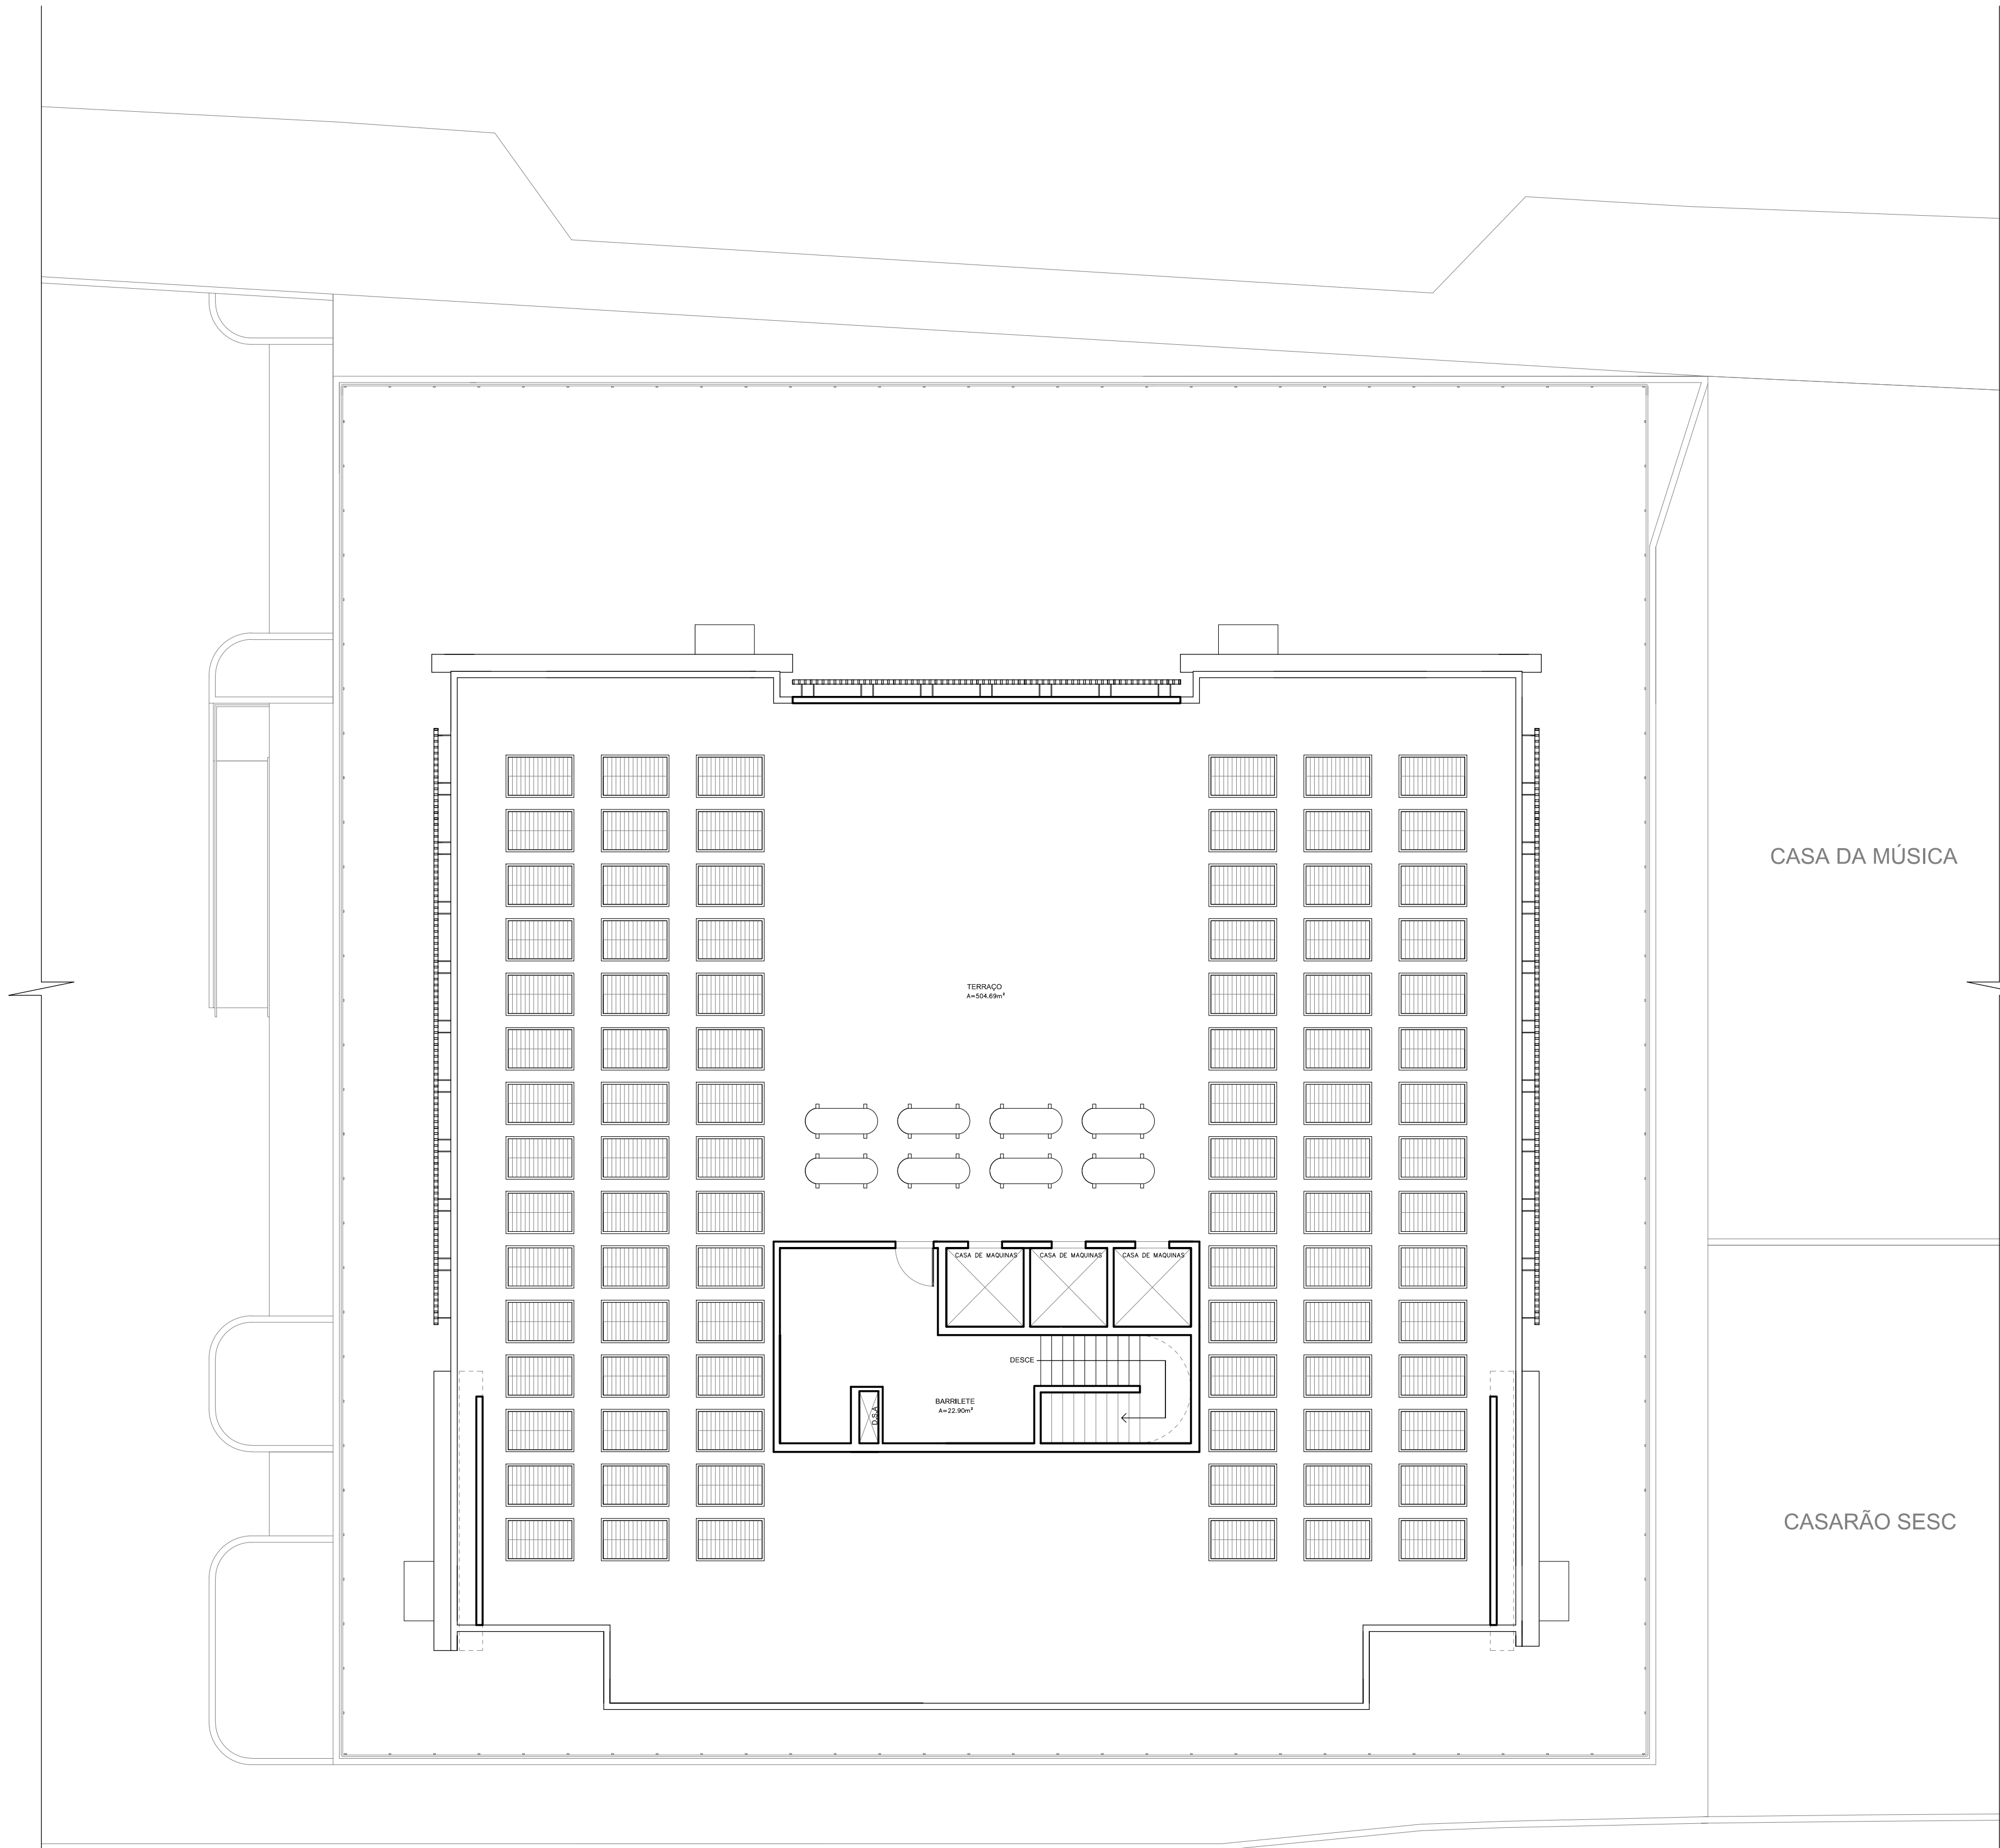 CASA DA MÚSICA
TERRAÇO
A=504.69m²
CASA DE MAQUINAS
CASA DE MAQUINAS
CASA DE MAQUINAS
DESCE
BARRILETE
A=22.90m²
D.S.A
CASARÃO SESC